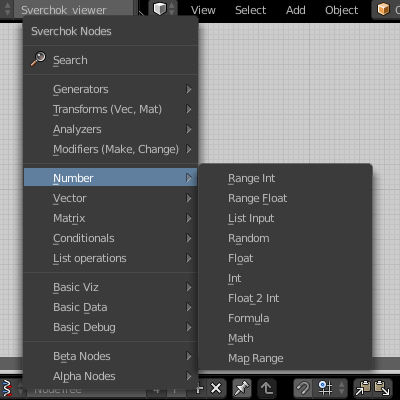 Sverchok_viewer
View Select Add Object
Sverchok Nodes
Search
Generators
Transforms (Vec, Mat)
Analyzers
Modifiers (Make, Change)
Number
Vector
Matrix
Conditionals
List operations
Basic Viz
Basic Data
Basic Debug
Beta Nodes
Alpha Nodes
Range Int
Range Float
List Input
Random
Float
Int
Float 2 Int
Formula
Math
Map Range
NodeTree